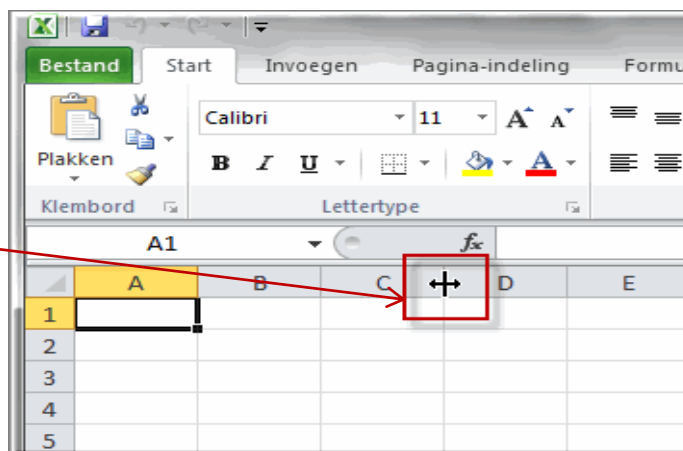 Bestand Start Invoegen Pagina-indeling Formu
Calibri 11 A A
Plakken B I U A
Klembord Lettertype
A1 fx
A B C D E
1
2
3
4
5